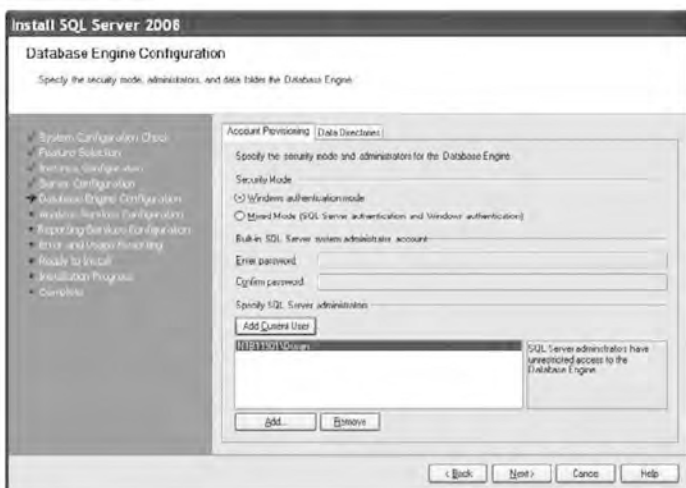 Install SQL Server 2008
Database Engine Configuration
Specify the security mode, administrators, and data folder the Database Engine.
System Configuration Check
Feature Selection
Instance Configuration
Server Configuration
Database Engine Configuration
Analysis Services Configuration
Reporting Services Configuration
Error and Usage Reporting
Ready to Install
Installation Progress
Complete
Account Provisioning
Data Directories
Specify the security mode and administrators for the Database Engine.
Security Mode
Windows authentication mode
Mixed Mode (SQL Server authentication and Windows authentication)
Built-in SQL Server system administrator account
Enter password:
Confirm password:
Specify SQL Server administrators
Add Current User
SQL Server administrators have
unrestricted access to the
Database Engine.
Add...
Remove
< Back
Next >
Cancel
Help